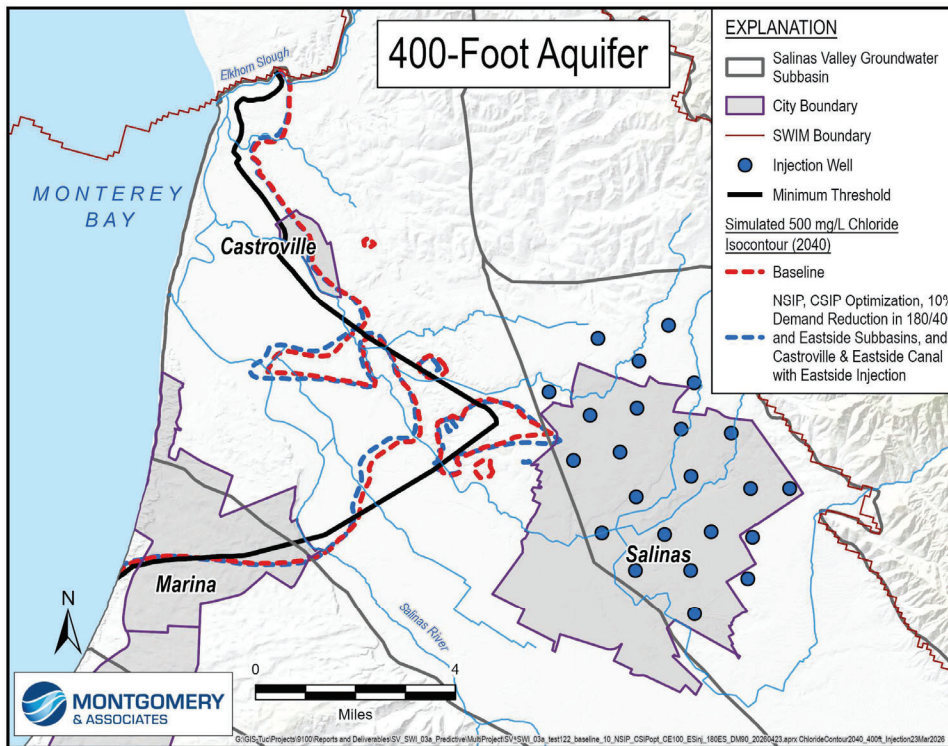 400-Foot Aquifer
Elkhorn Slough
MONTEREY
BAY
Castroville
Marina
Salinas
Salinas River
N
0 4
Miles
MONTGOMERY
& ASSOCIATES
EXPLANATION
Salinas Valley Groundwater
Subbasin
City Boundary
SWIM Boundary
Injection Well
Minimum Threshold
Simulated 500 mg/L Chloride
Isocontour (2040)
Baseline
NSIP, CSIP Optimization, 10%
Demand Reduction in 180/40
and Eastside Subbasins, and
Castroville & Eastside Canal
with Eastside Injection